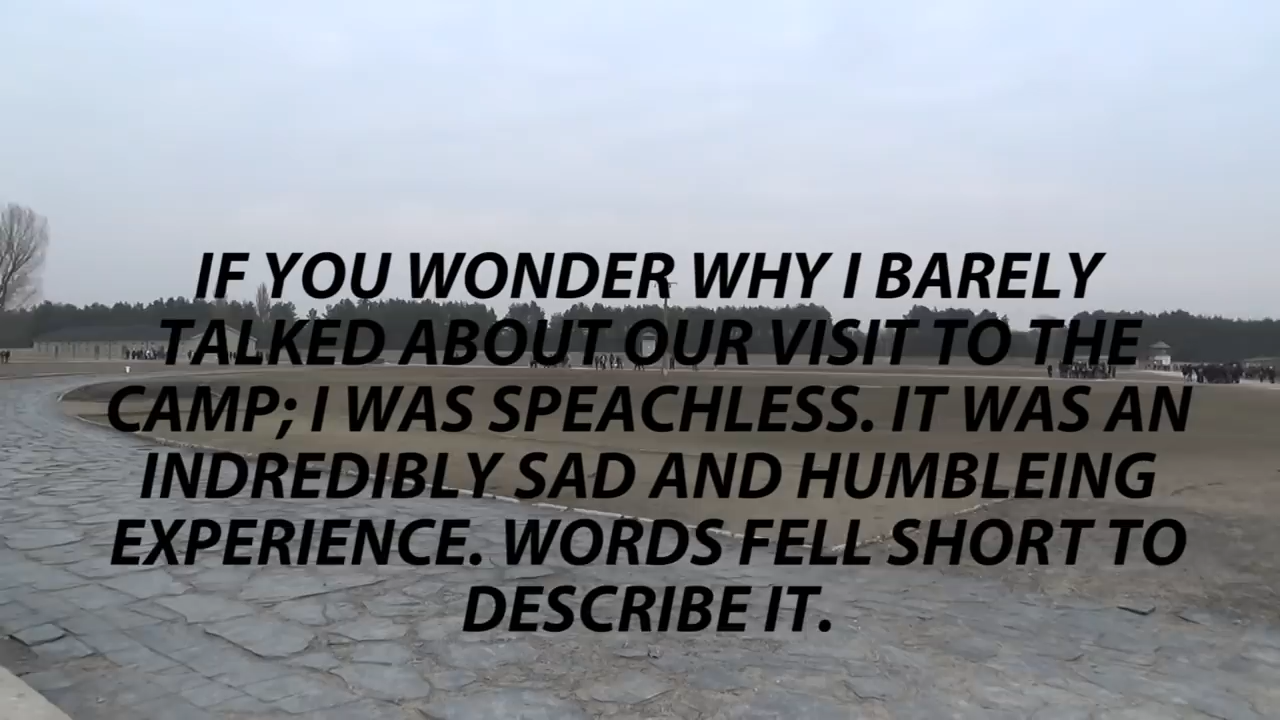 IF YOU WONDER WHY I BARELY
TALKED ABOUT OUR VISIT TO THE
CAMP; I WAS SPEACHLESS. IT WAS AN
INDREDIBLY SAD AND HUMBLEING
EXPERIENCE. WORDS FELL SHORT TO
DESCRIBE IT.